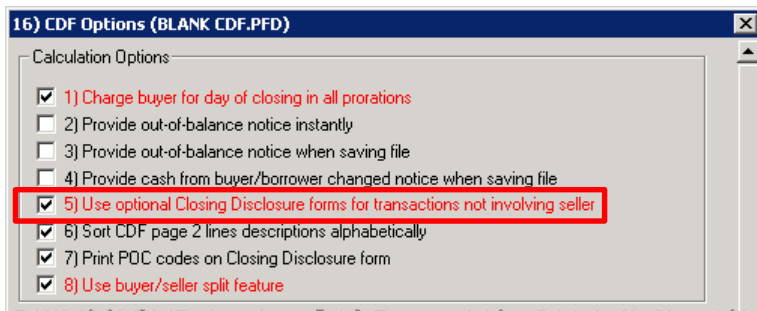 16) CDF Options (BLANK CDF.PFD)
Calculation Options
1) Charge buyer for day of closing in all prorations
2) Provide out-of-balance notice instantly
3) Provide out-of-balance notice when saving file
4) Provide cash from buyer/borrower changed notice when saving file
5) Use optional Closing Disclosure forms for transactions not involving seller
6) Sort CDF page 2 lines descriptions alphabetically
7) Print POC codes on Closing Disclosure form
8) Use buyer/seller split feature